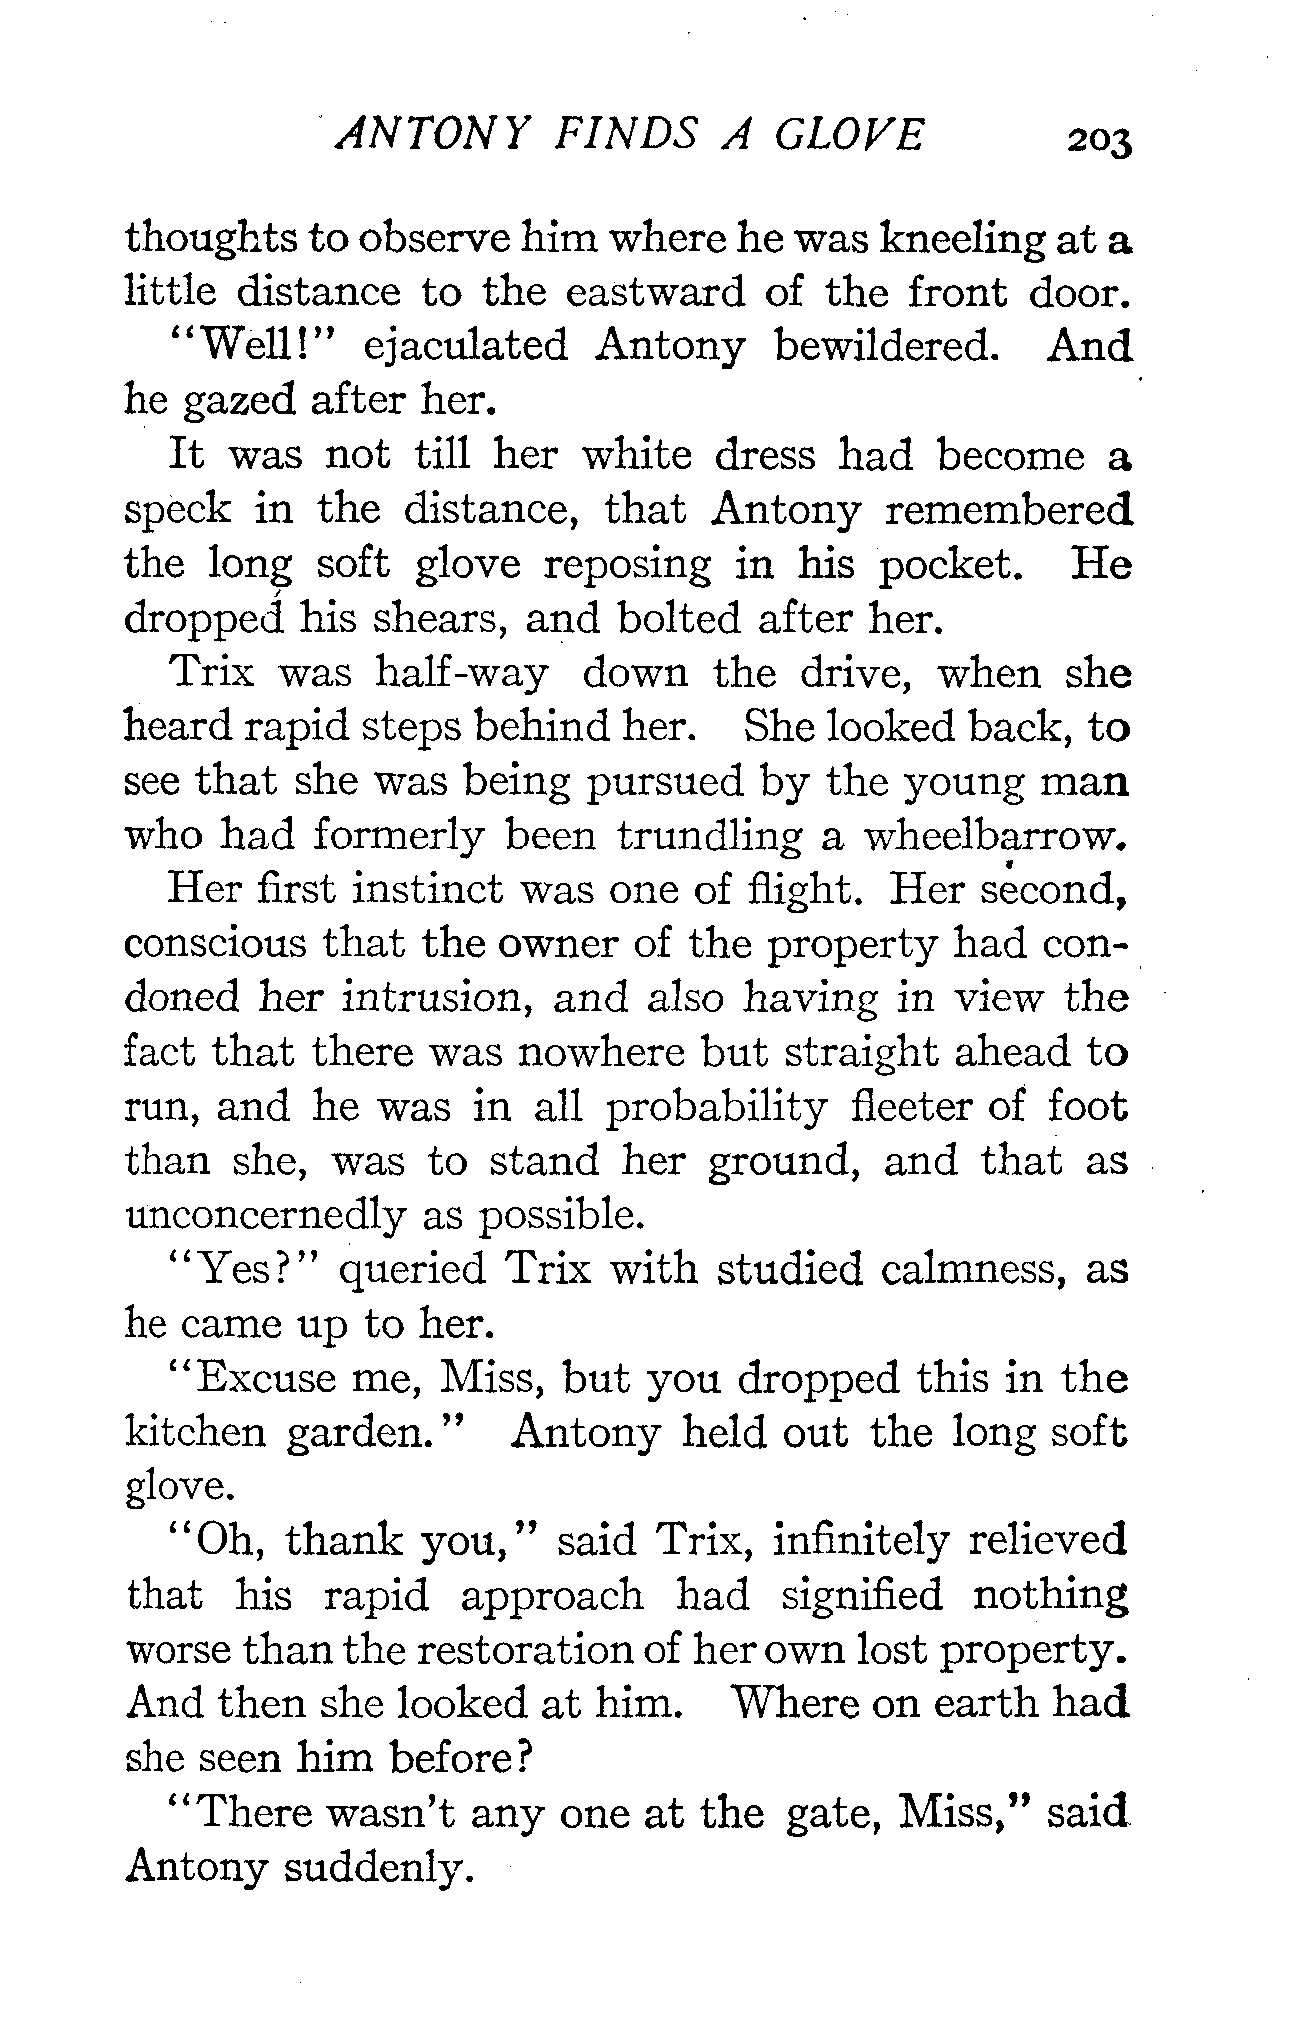 ANTONY FINDS A GLOVE 203
thoughts to observe him where he was kneeling at a
little distance to the eastward of the front door.
"Well!" ejaculated Antony bewildered. And
he gazed after her.
It was not till her white dress had become a
speck in the distance, that Antony remembered
the long soft glove reposing in his pocket. He
dropped his shears, and bolted after her.
Trix was half-way down the drive, when she
heard rapid steps behind her. She looked back, to
see that she was being pursued by the young man
who had formerly been trundling a wheelbarrow.
Her first instinct was one of flight. Her second,
conscious that the owner of the property had con-
doned her intrusion, and also having in view the
fact that there was nowhere but straight ahead to
run, and he was in all probability fleeter of foot
than she, was to stand her ground, and that as
unconcernedly as possible.
"Yes?" queried Trix with studied calmness, as
he came up to her.
"Excuse me, Miss, but you dropped this in the
kitchen garden." Antony held out the long soft
glove.
"Oh, thank you," said Trix, infinitely relieved
that his rapid approach had signified nothing
worse than the restoration of her own lost property.
And then she looked at him. Where on earth had
she seen him before?
"There wasn't any one at the gate, Miss," said
Antony suddenly.